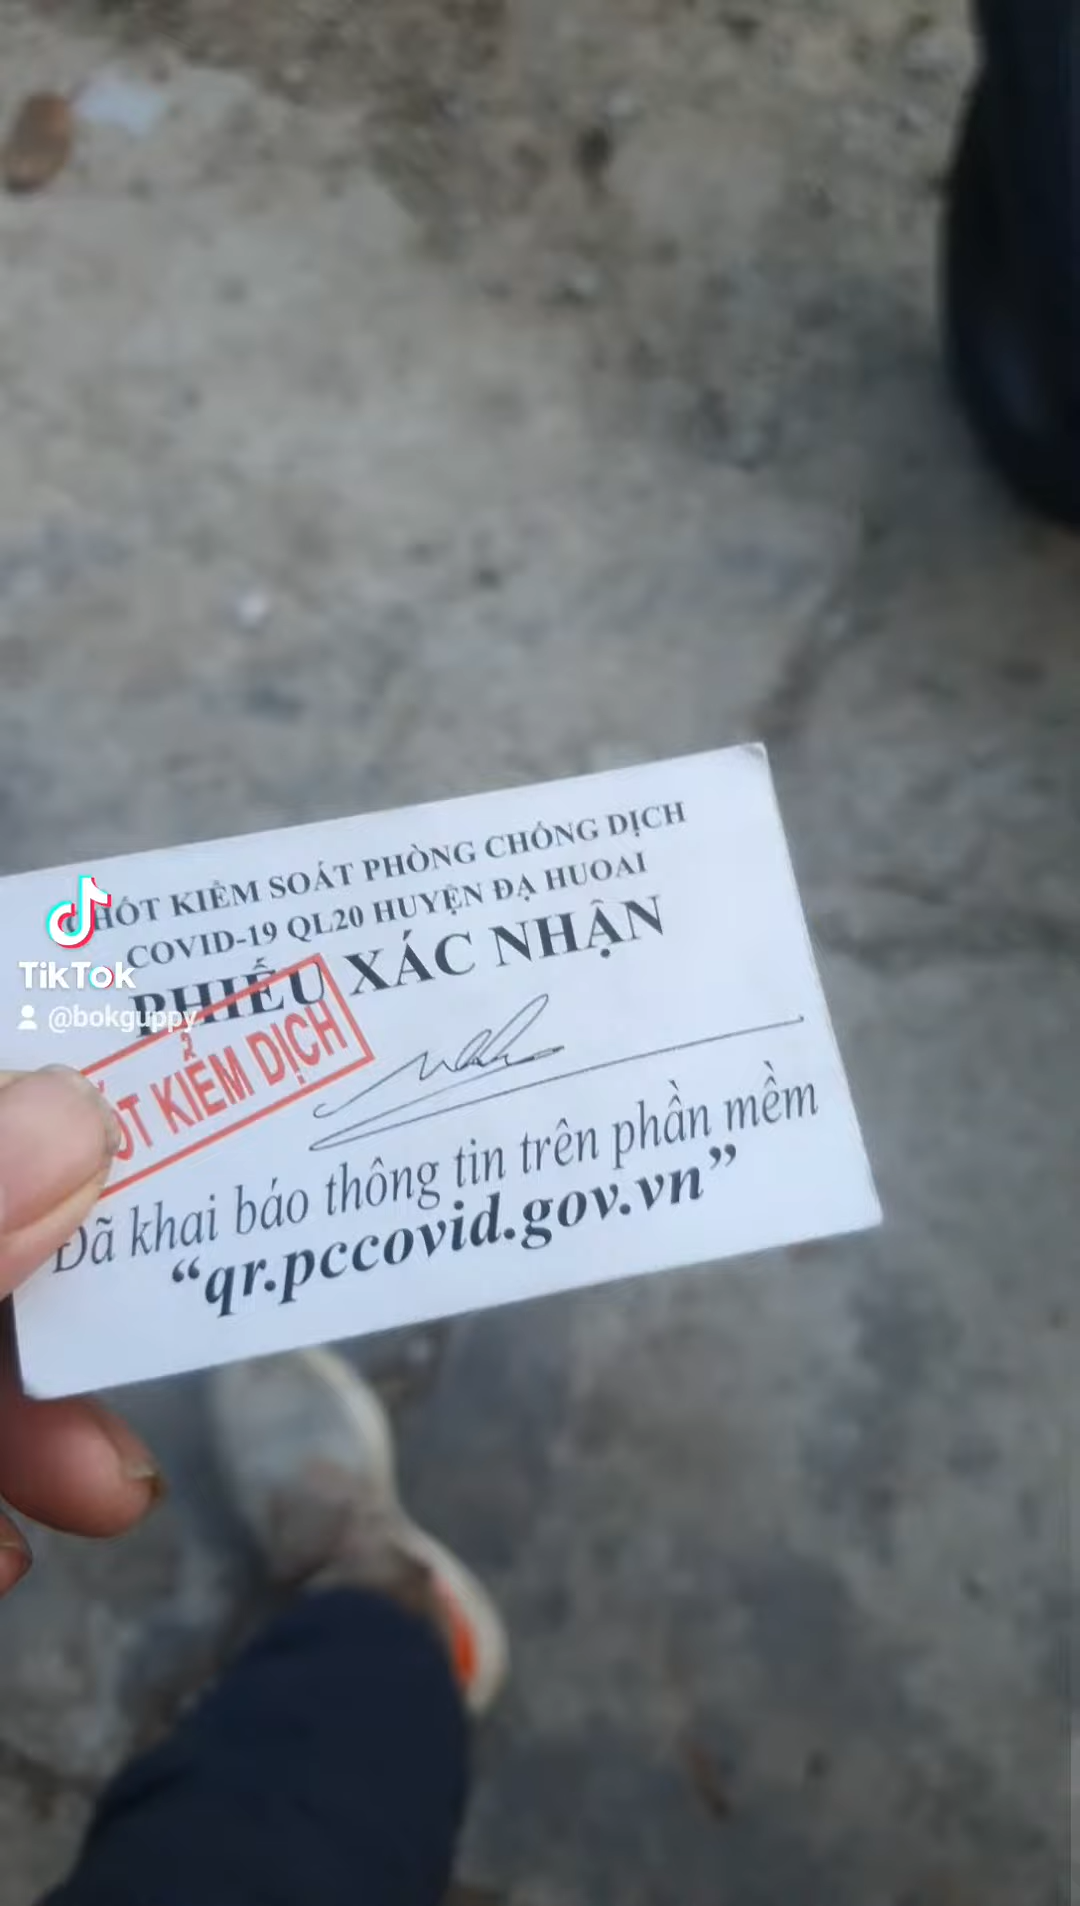 CHỐT KIỂM SOÁT PHÒNG CHỐNG DỊCH
COVID-19 QL20 HUYỆN ĐẠ HUOAI
PHIẾU XÁC NHẬN
KIỂM DỊCH
Đã khai báo thông tin trên phần mềm
“qr.pccovid.gov.vn”
TikTok
@bokguppy